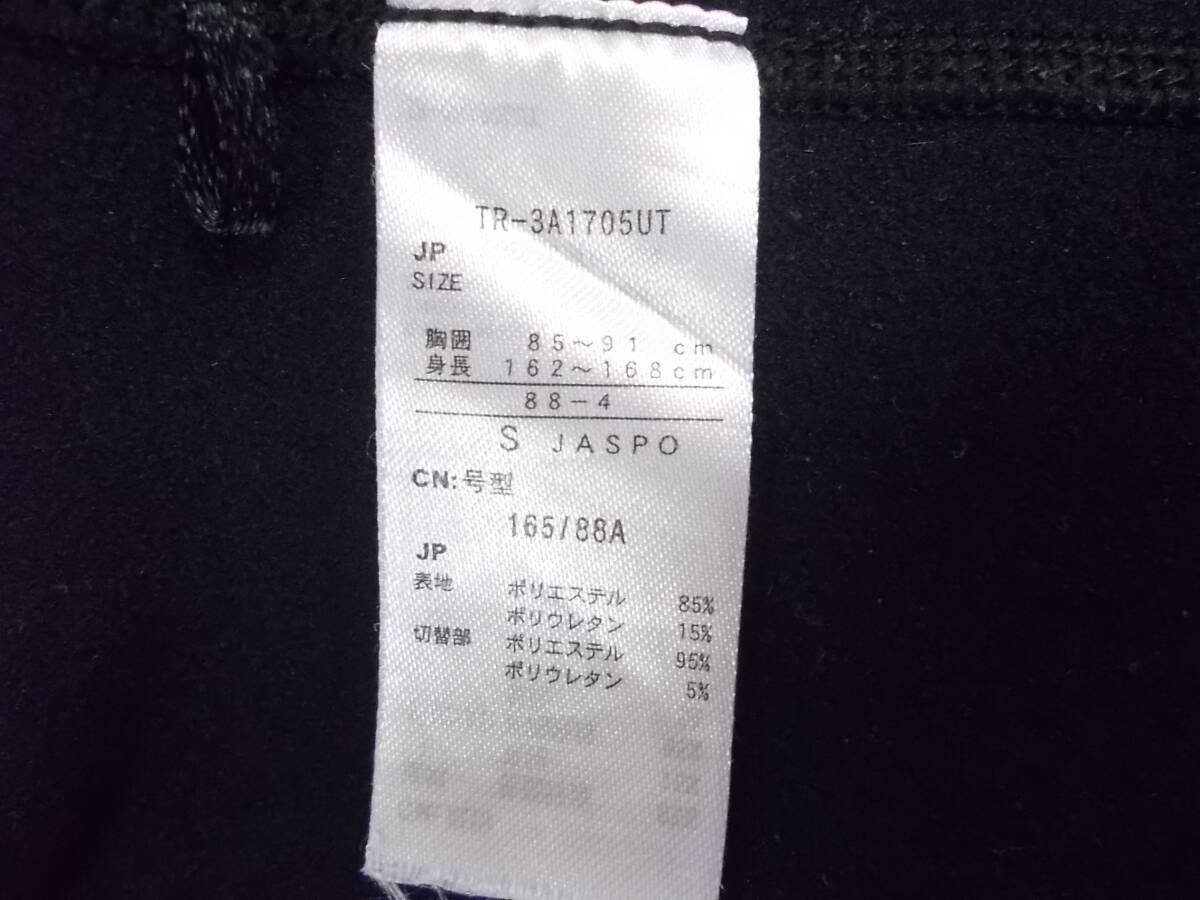 TR-3A1705UT
JP
SIZE
胸囲 85～91 cm
身長 162～168cm
88-4
S JASPO
CN:号型
165/88A
JP
表地 ポリエステル 85%
ポリウレタン 15%
切替部 ポリエステル 95%
ポリウレタン 5%